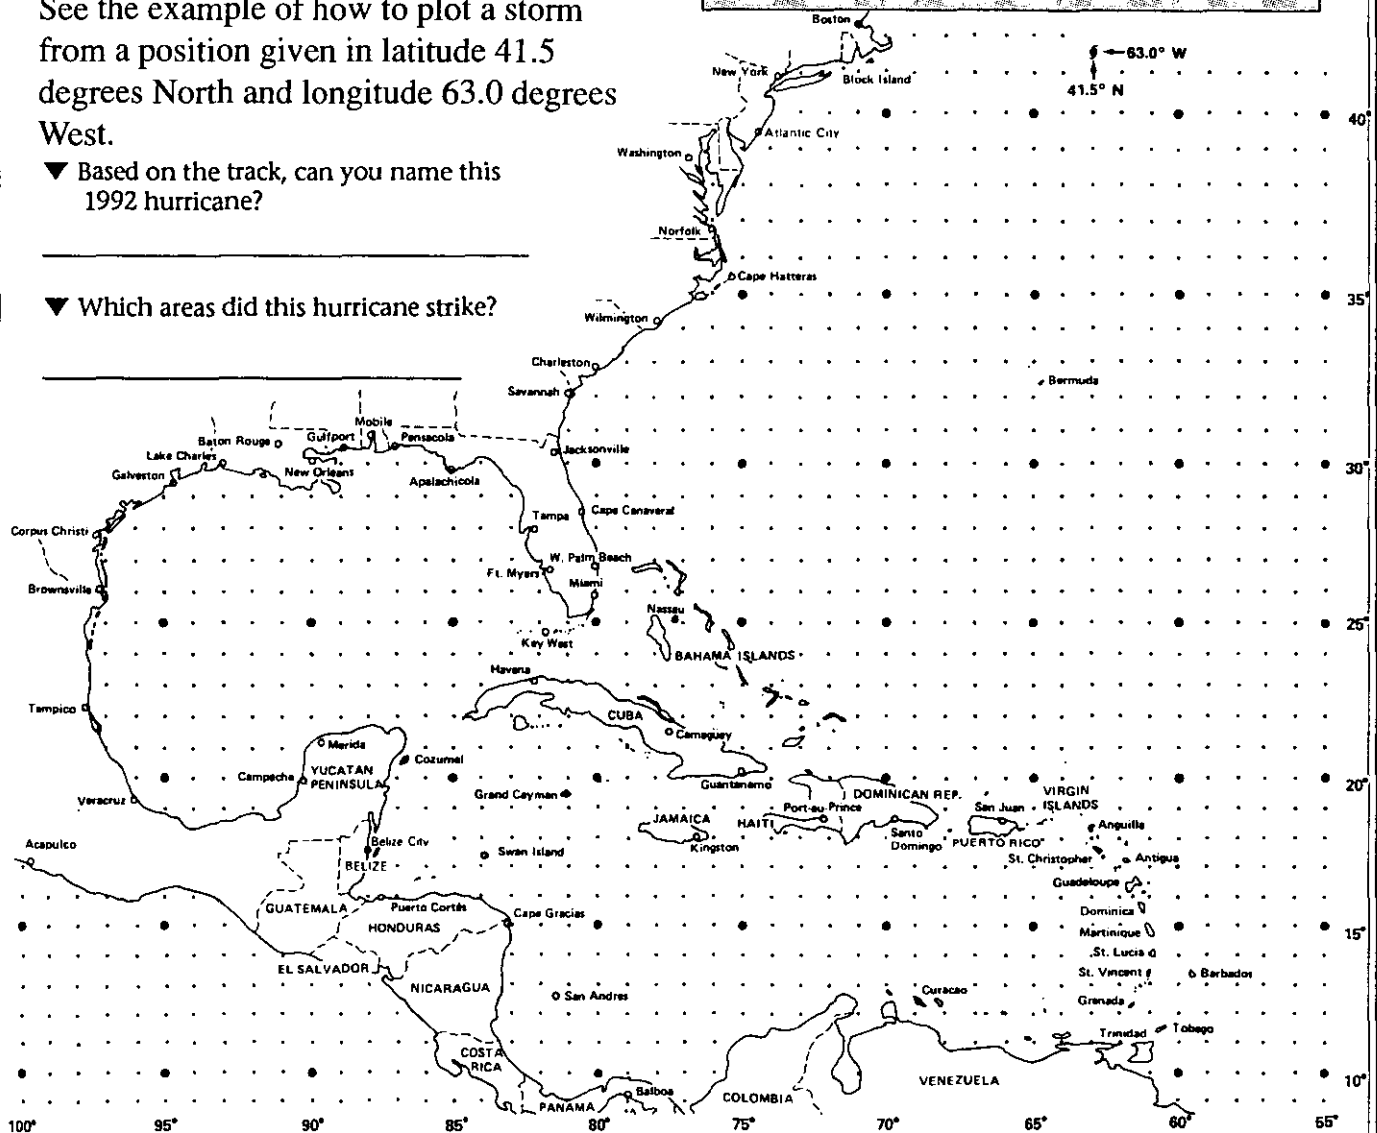 See the example of how to plot a storm
from a position given in latitude 41.5
degrees North and longitude 63.0 degrees
West.
▼ Based on the track, can you name this
1992 hurricane?
▼ Which areas did this hurricane strike?
Boston
63.0° W
41.5° N
New York
Block Island
40°
Atlantic City
Washington
Norfolk
Cape Hatteras
35°
Wilmington
Charleston
Bermuda
Savannah
Mobile
Baton Rouge
Gulfport
Pensacola
Jacksonville
Lake Charles
30°
Galveston
New Orleans
Apalachicola
Cape Canaveral
Tampa
Corpus Christi
W. Palm Beach
Ft. Myers
Miami
Brownsville
Nassau
25°
Key West
BAHAMA ISLANDS
Havana
Tampico
CUBA
Camaguey
Merida
Cozumel
YUCATAN
PENINSULA
Campeche
20°
Guantanamo
Grand Cayman
DOMINICAN REP.
VIRGIN
ISLANDS
Veracruz
Port-au-Prince
San Juan
JAMAICA
HAITI
Anguilla
Santo
Domingo
PUERTO RICO
Kingston
Acapulco
Belize City
BELIZE
Swan Island
St. Christopher
Antigua
Guadeloupe
GUATEMALA
Puerto Cortés
Cape Gracias
Dominica
HONDURAS
Martinique
15°
St. Lucia
EL SALVADOR
St. Vincent
Barbados
NICARAGUA
San Andres
Curacao
Grenada
Trinidad
Tobago
COSTA
RICA
VENEZUELA
10°
Balboa
COLOMBIA
PANAMA
100° 95° 90° 85° 80° 75° 70° 65° 60° 55°